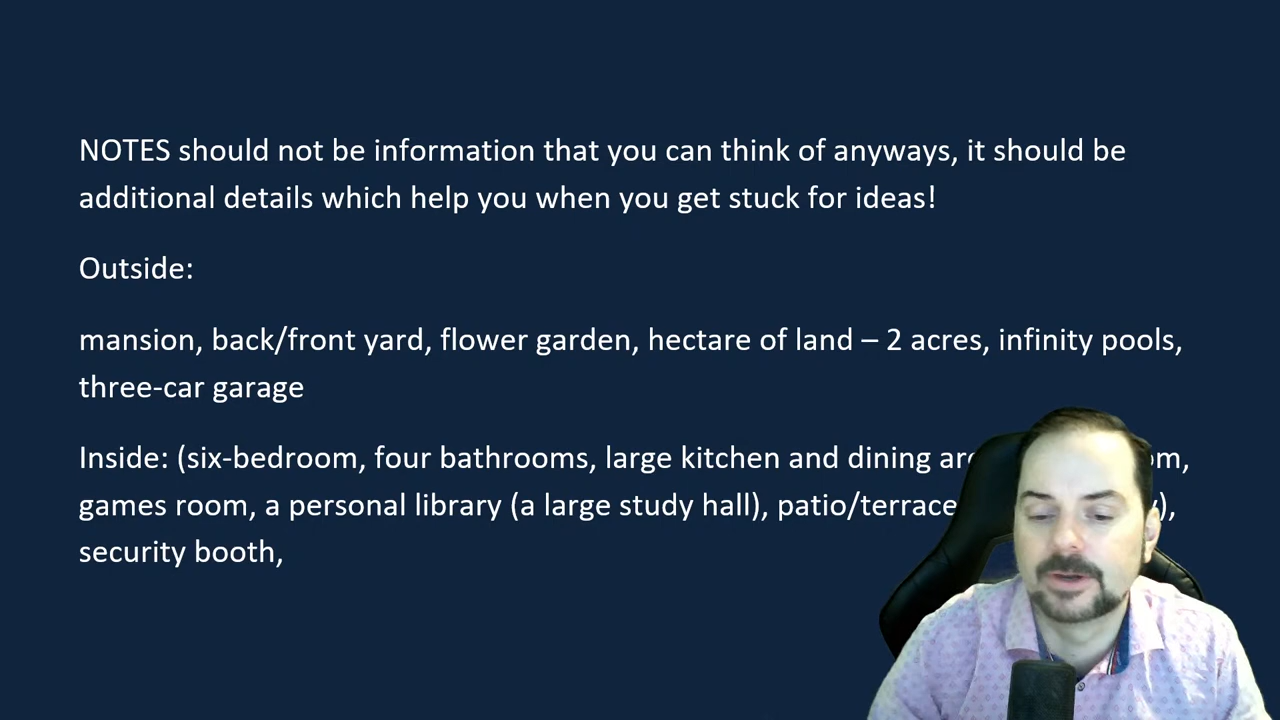 NOTES should not be information that you can think of anyways, it should be
additional details which help you when you get stuck for ideas!
Outside:
mansion, back/front yard, flower garden, hectare of land – 2 acres, infinity pools,
three-car garage
Inside: (six-bedroom, four bathrooms, large kitchen and dining
games room, a personal library (a large study hall), patio/terrace
security booth,